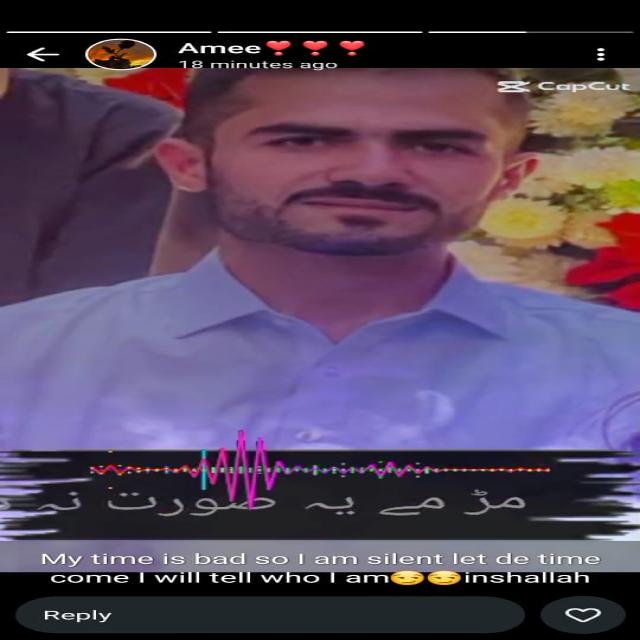 Amee❣️❣️❣️
18 minutes ago
CapCut
مڑ مے یہ صورت نہ
My time is bad so I am silent let de time
come I will tell who I am😏😏inshallah
Reply